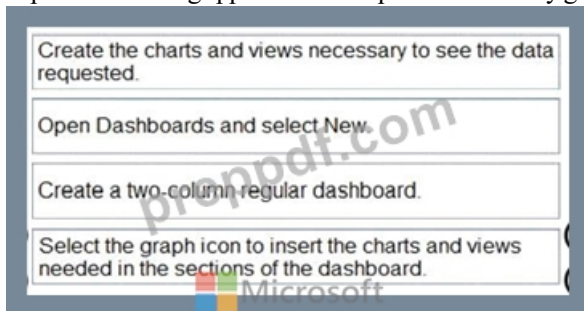 Create the charts and views necessary to see the data
requested.
Open Dashboards and select New.
Create a two-column regular dashboard.
Select the graph icon to insert the charts and views
needed in the sections of the dashboard.
preppdf.com
Microsoft